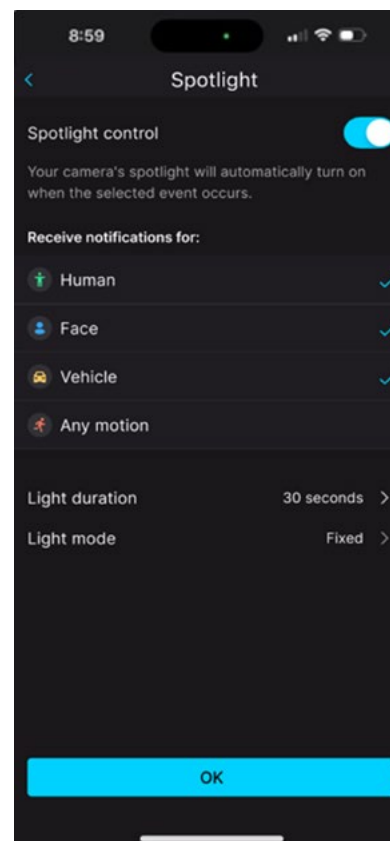 8:59
Spotlight
Spotlight control
Your camera's spotlight will automatically turn on
when the selected event occurs.
Receive notifications for:
Human
Face
Vehicle
Any motion
Light duration 30 seconds
Light mode Fixed
OK